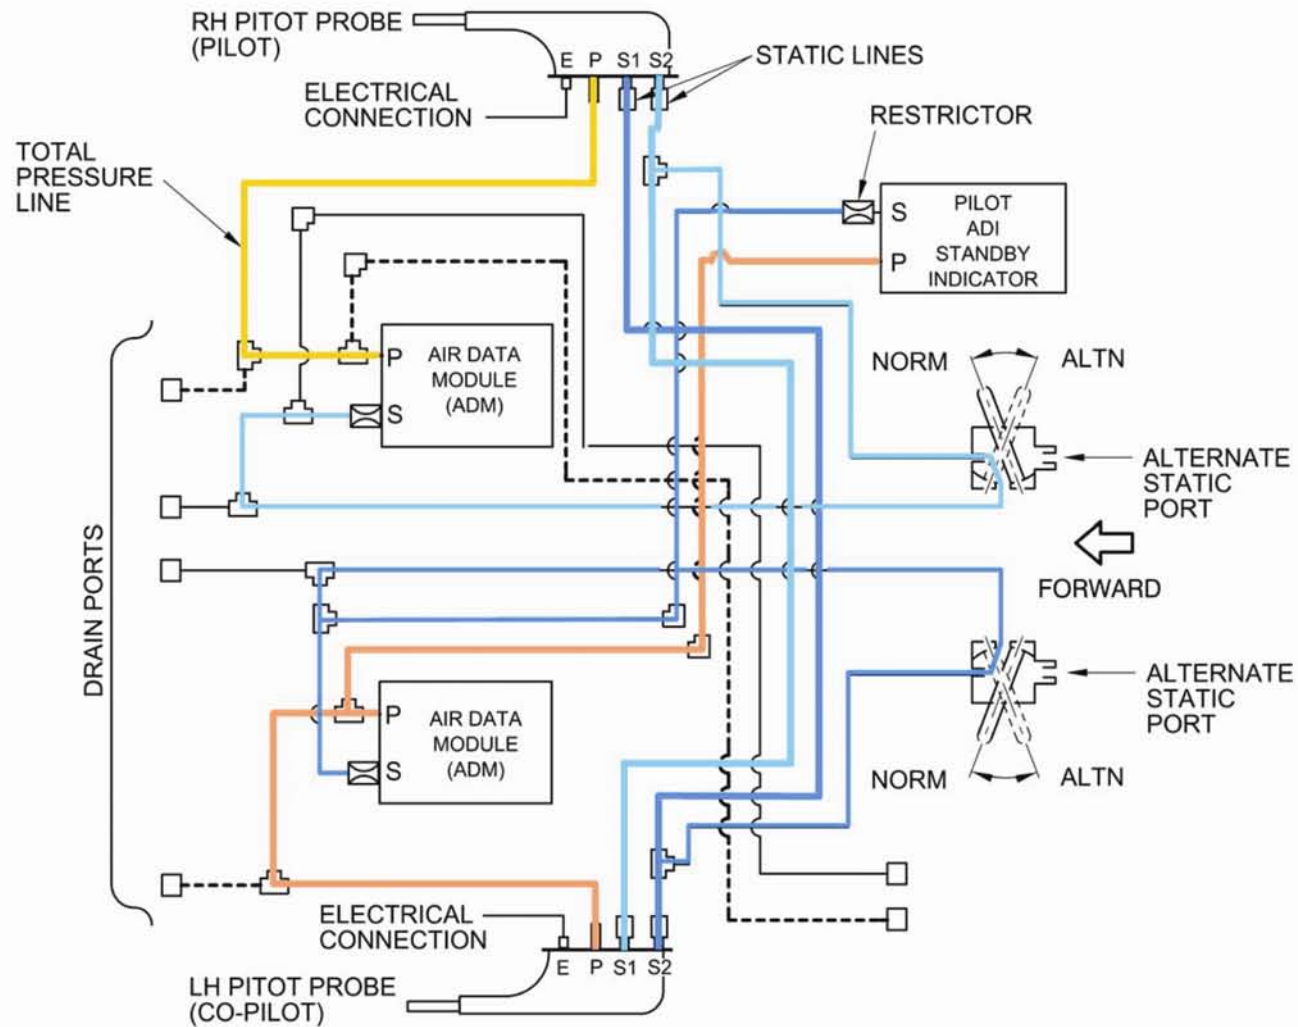 RH PITOT PROBE
(PILOT)
E P S1 S2
STATIC LINES
ELECTRICAL
CONNECTION
RESTRICTOR
TOTAL
PRESSURE
LINE
S
P
PILOT
ADI
STANDBY
INDICATOR
P
S
AIR DATA
MODULE
(ADM)
NORM
ALTN
ALTERNATE
STATIC
PORT
FORWARD
DRAIN PORTS
P
S
AIR DATA
MODULE
(ADM)
ALTERNATE
STATIC
PORT
NORM
ALTN
ELECTRICAL
CONNECTION
E P S1 S2
LH PITOT PROBE
(CO-PILOT)